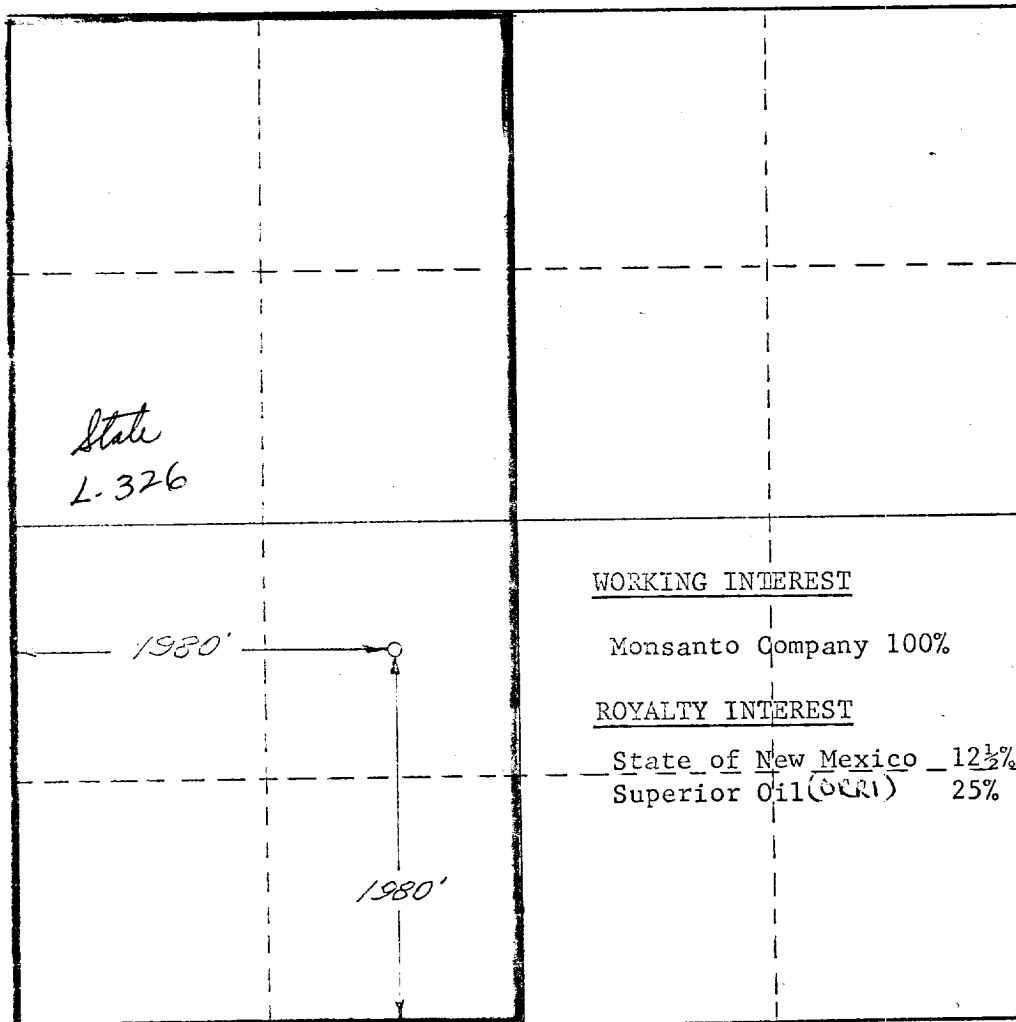 State
L-326
1980'
WORKING INTEREST
Monsanto Company 100%
ROYALTY INTEREST
State of New Mexico 12½%
Superior Oil (ORRI) 25%
1980'